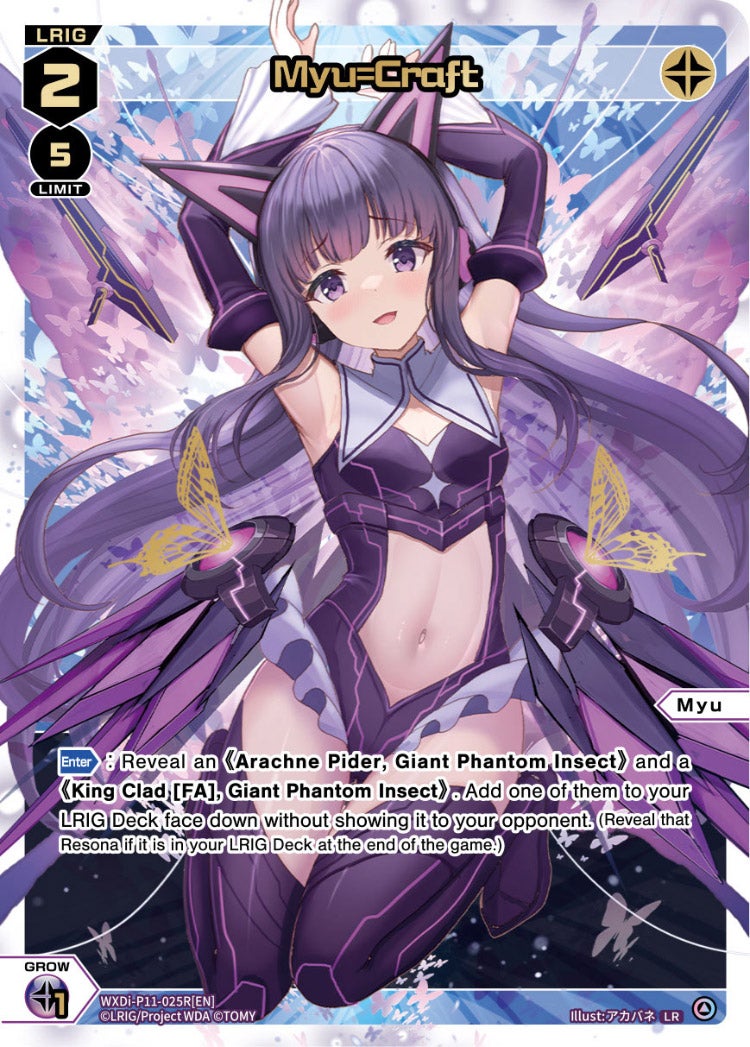 LRIG
2
Myu=Craft
5
LIMIT
Myu
Enter : Reveal an 《Arachne Pider, Giant Phantom Insect》 and a
《King Clad [FA], Giant Phantom Insect》. Add one of them to your
LRIG Deck face down without showing it to your opponent. (Reveal that
Resona if it is in your LRIG Deck at the end of the game.)
GROW
1
WXDi-P11-025R[EN]
©LRIG/Project WDA ©TOMY
Illust:アカバネ LR